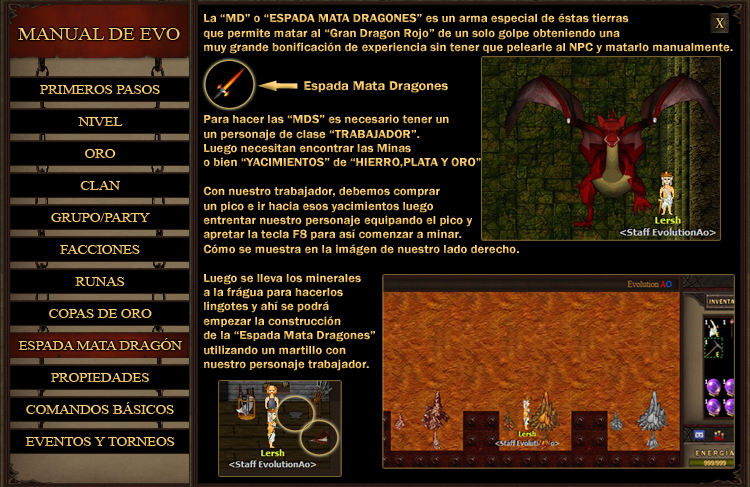 MANUAL DE EVO
PRIMEROS PASOS
NIVEL
ORO
CLAN
GRUPO/PARTY
FACCIONES
RUNAS
COPAS DE ORO
ESPADA MATA DRAGÓN
PROPIEDADES
COMANDOS BÁSICOS
EVENTOS Y TORNEOS
X
La “MD” o “ESPADA MATA DRAGONES” es un arma especial de éstas tierras
que permite matar al “Gran Dragon Rojo” de un solo golpe obteniendo una
muy grande bonificación de experiencia sin tener que pelearle al NPC y matarlo manualmente.
Espada Mata Dragones
Para hacer las “MDS” es necesario tener un
un personaje de clase “TRABAJADOR”.
Luego necesitan encontrar las Minas
o bien “YACIMIENTOS” de “HIERRO,PLATA Y ORO”
Lersh
<Staff EvolutionAo>
Con nuestro trabajador, debemos comprar
un pico e ir hacia esos yacimientos luego
entrentar nuestro personaje equipando el pico y
apretar la tecla F8 para así comenzar a minar.
Cómo se muestra en la imágen de nuestro lado derecho.
Luego se lleva los minerales
a la frágua para hacerlos
lingotes y ahí se podrá
empezar la construcción
de la “Espada Mata Dragones”
utilizando un martillo con
nuestro personaje trabajador.
Lersh
<Staff EvolutionAo>
Evolution AO
INVENTA
1
Lersh
ENERGIA
999/999